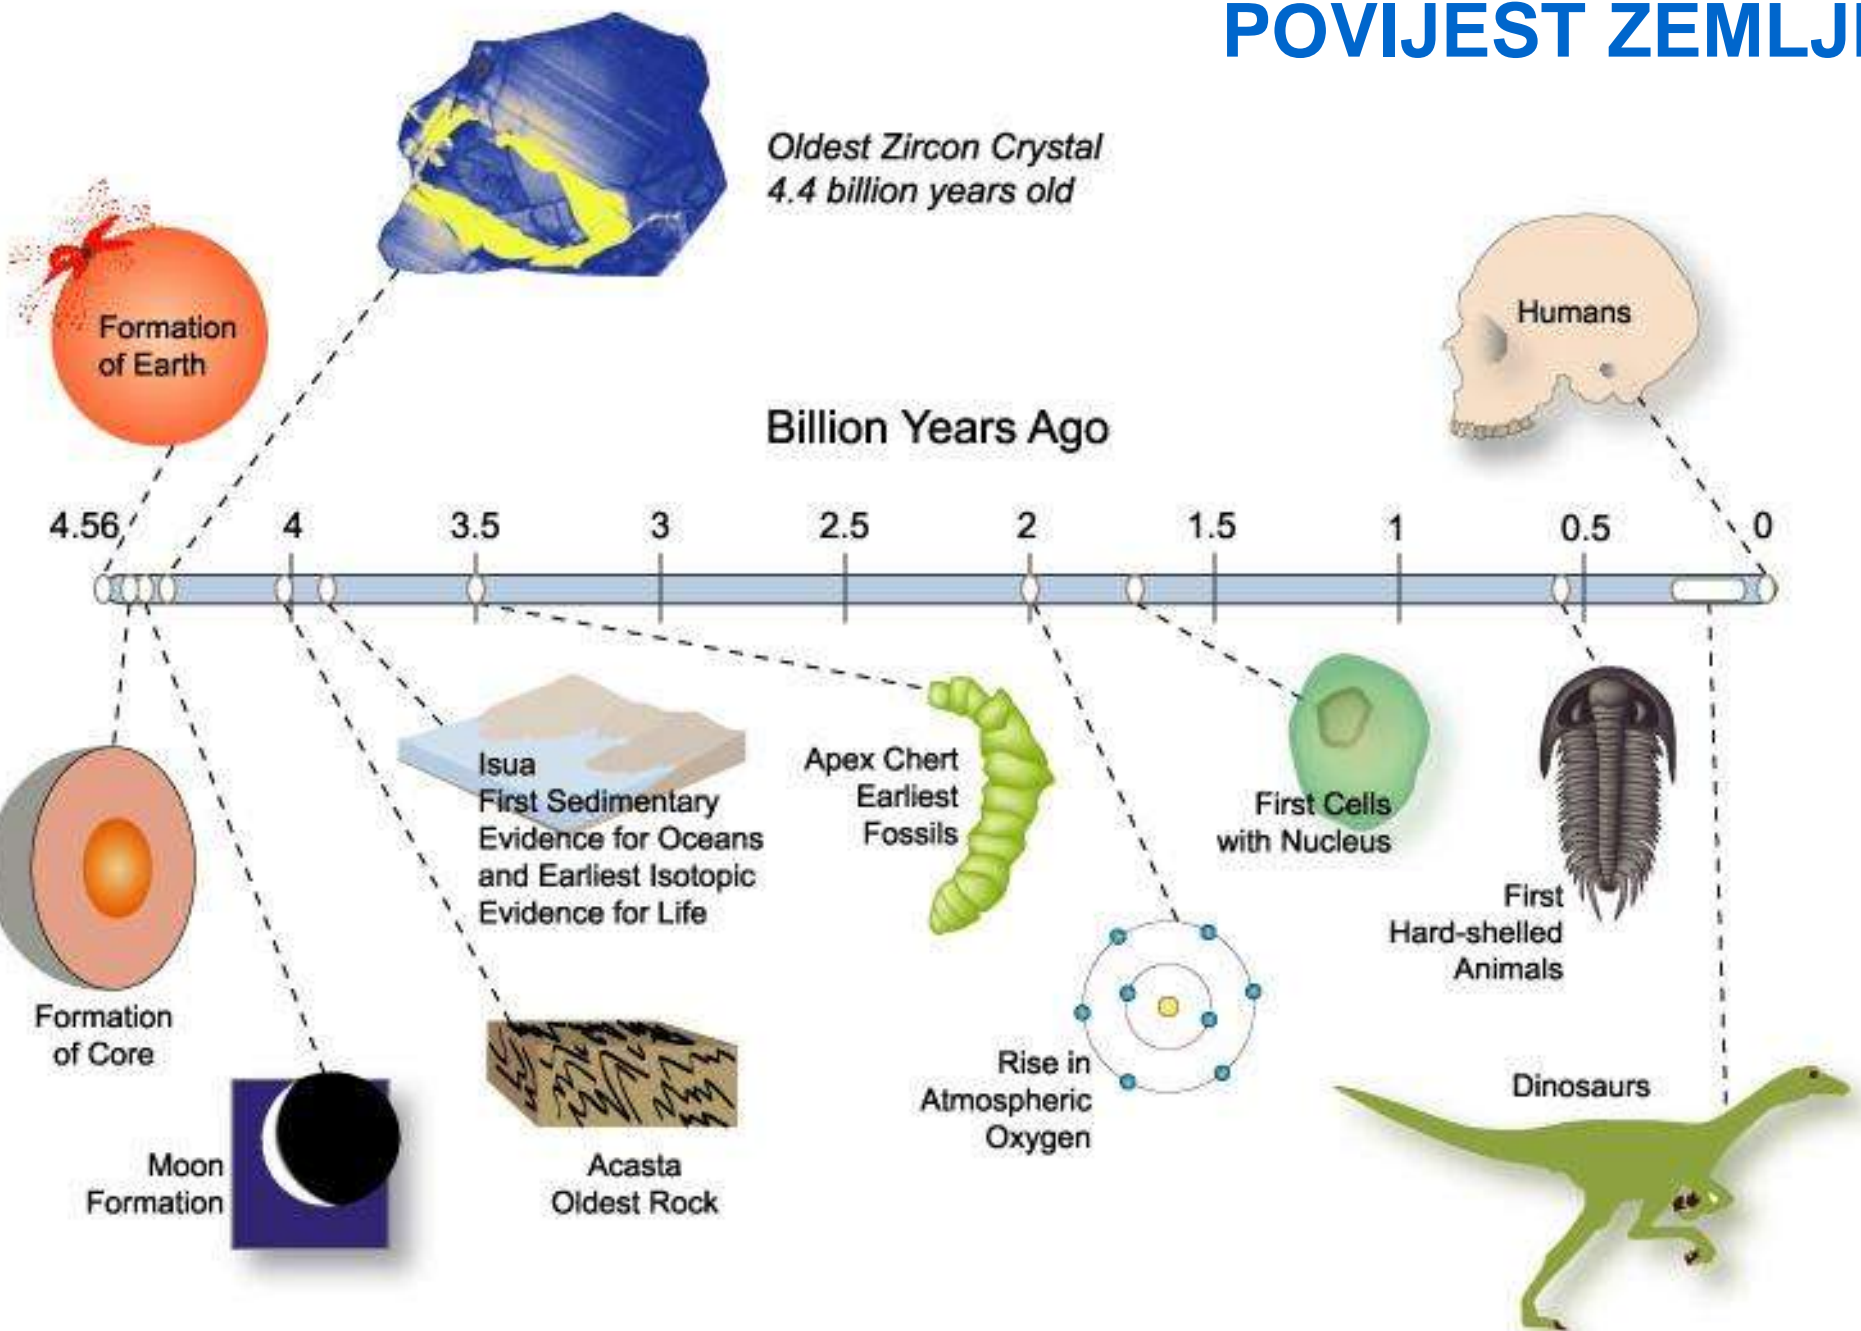 POVIJEST ZEMLJE
Oldest Zircon Crystal
4.4 billion years old
Formation
of Earth
Humans
Billion Years Ago
4.56 4 3.5 3 2.5 2 1.5 1 0.5 0
Isua
First Sedimentary
Evidence for Oceans
and Earliest Isotopic
Evidence for Life
Apex Chert
Earliest
Fossils
First Cells
with Nucleus
First
Hard-shelled
Animals
Formation
of Core
Rise in
Atmospheric
Oxygen
Dinosaurs
Moon
Formation
Acasta
Oldest Rock